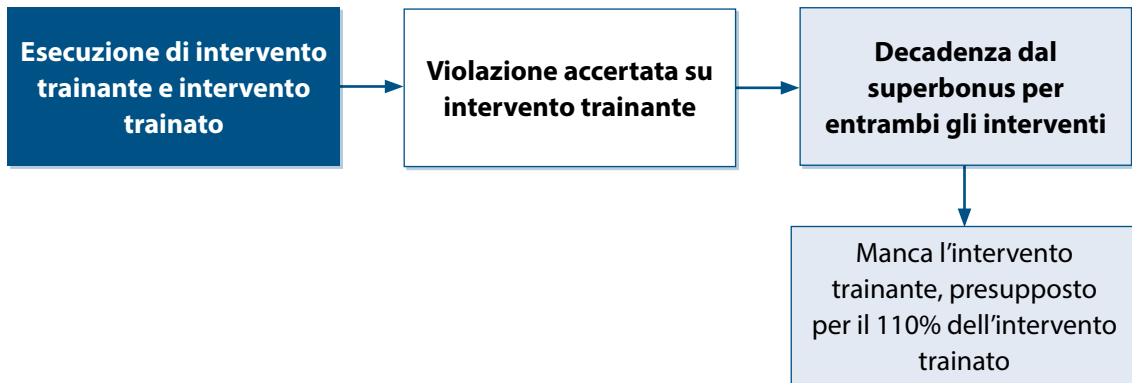 Esecuzione di intervento
trainante e intervento
trainato
Violazione accertata su
intervento trainante
Decadenza dal
superbonus per
entrambi gli interventi
Manca l’intervento
trainante, presupposto
per il 110% dell’intervento
trainato